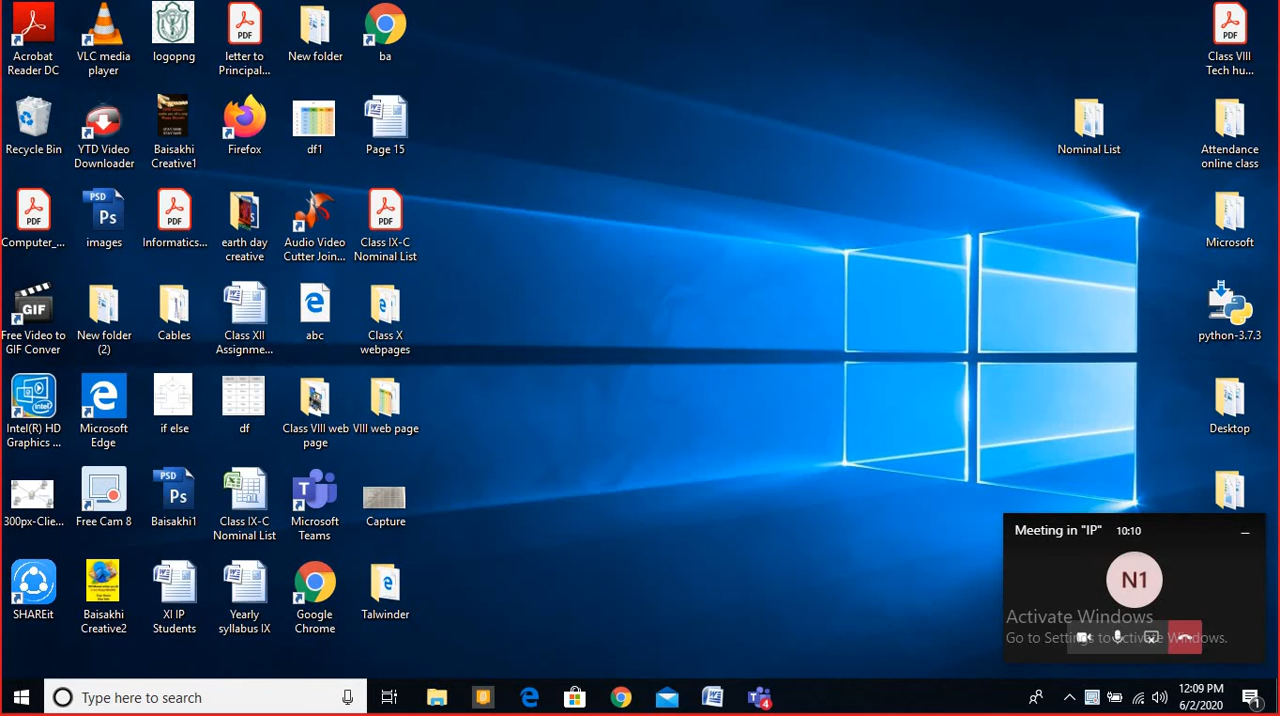 Acrobat
Reader DC
VLC media
player
logopng
letter to
Principal...
New folder
ba
Class VIII
Tech hu...
Recycle Bin
YTD Video
Downloader
Baisakhi
Creative1
Firefox
df1
Page 15
Nominal List
Attendance
online class
Computer_...
images
Informatics...
earth day
creative
Audio Video
Cutter Join...
Class IX-C
Nominal List
Microsoft
Free Video to
GIF Conver
New folder
(2)
Cables
Class XII
Assignme...
abc
Class X
webpages
python-3.7.3
Intel(R) HD
Graphics ...
Microsoft
Edge
if else
df
Class VIII web
page
VIII web page
Desktop
300px-Clie...
Free Cam 8
Baisakhi1
Class IX-C
Nominal List
Microsoft
Teams
Capture
Meeting in "IP" 10:10
N1
Activate Windows
Go to Settings to activate Windows.
SHAREit
Baisakhi
Creative2
XI IP
Students
Yearly
syllabus IX
Google
Chrome
Talwinder
Type here to search
4
12:09 PM
6/2/2020
1